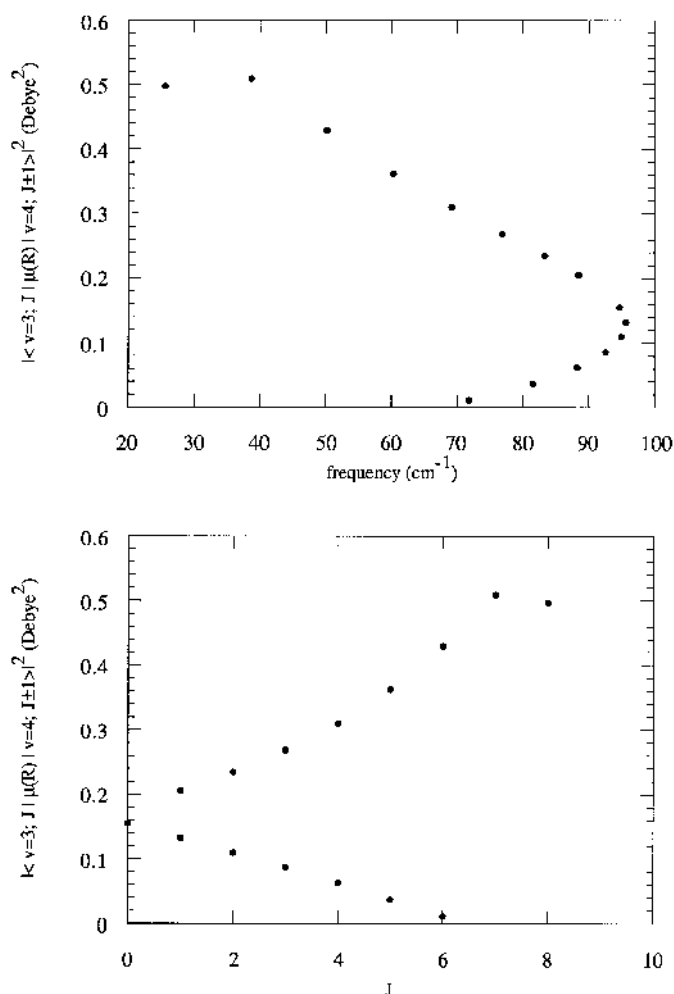 |< v=3; J | μ(R) | v=4; J±1>|² (Debye²)
0.6
0.5
0.4
0.3
0.2
0.1
0
20 30 40 50 60 70 80 90 100
frequency (cm⁻¹)
|< v=3; J | μ(R) | v=4; J±1>|² (Debye²)
0.6
0.5
0.4
0.3
0.2
0.1
0
0 2 4 6 8 10
J